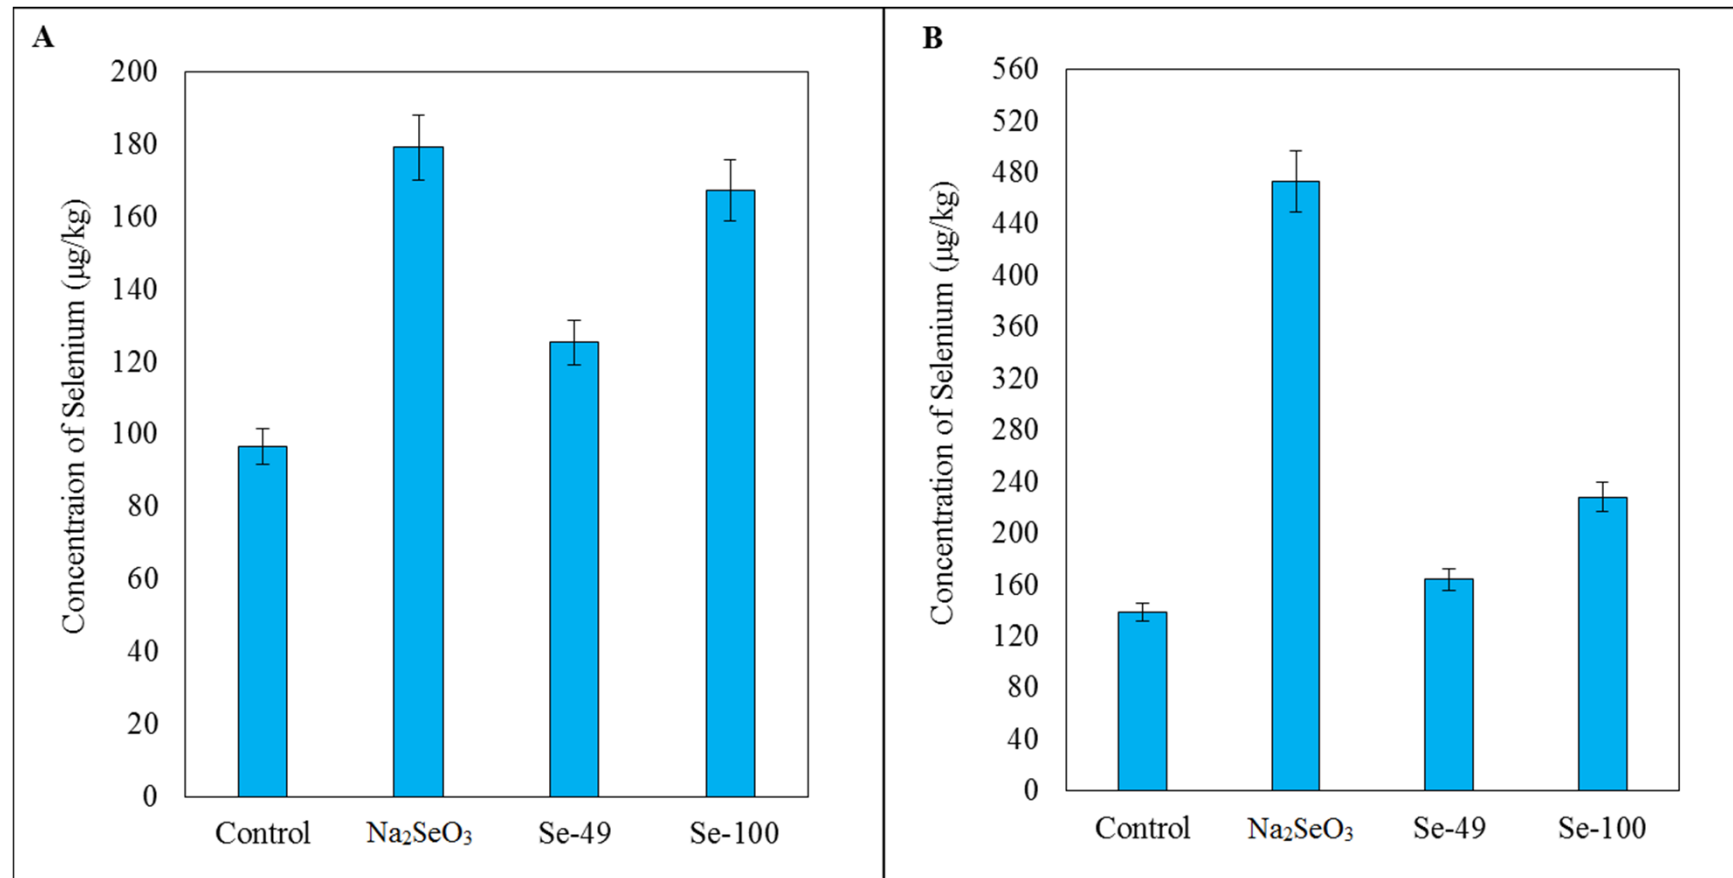 A
Concentraion of Selenium (µg/kg)
200
180
160
140
120
100
80
60
40
20
0
Control
Na₂SeO₃
Se-49
Se-100
B
Concentration of Selenium (µg/kg)
560
520
480
440
400
360
320
280
240
200
160
120
80
40
0
Control
Na₂SeO₃
Se-49
Se-100